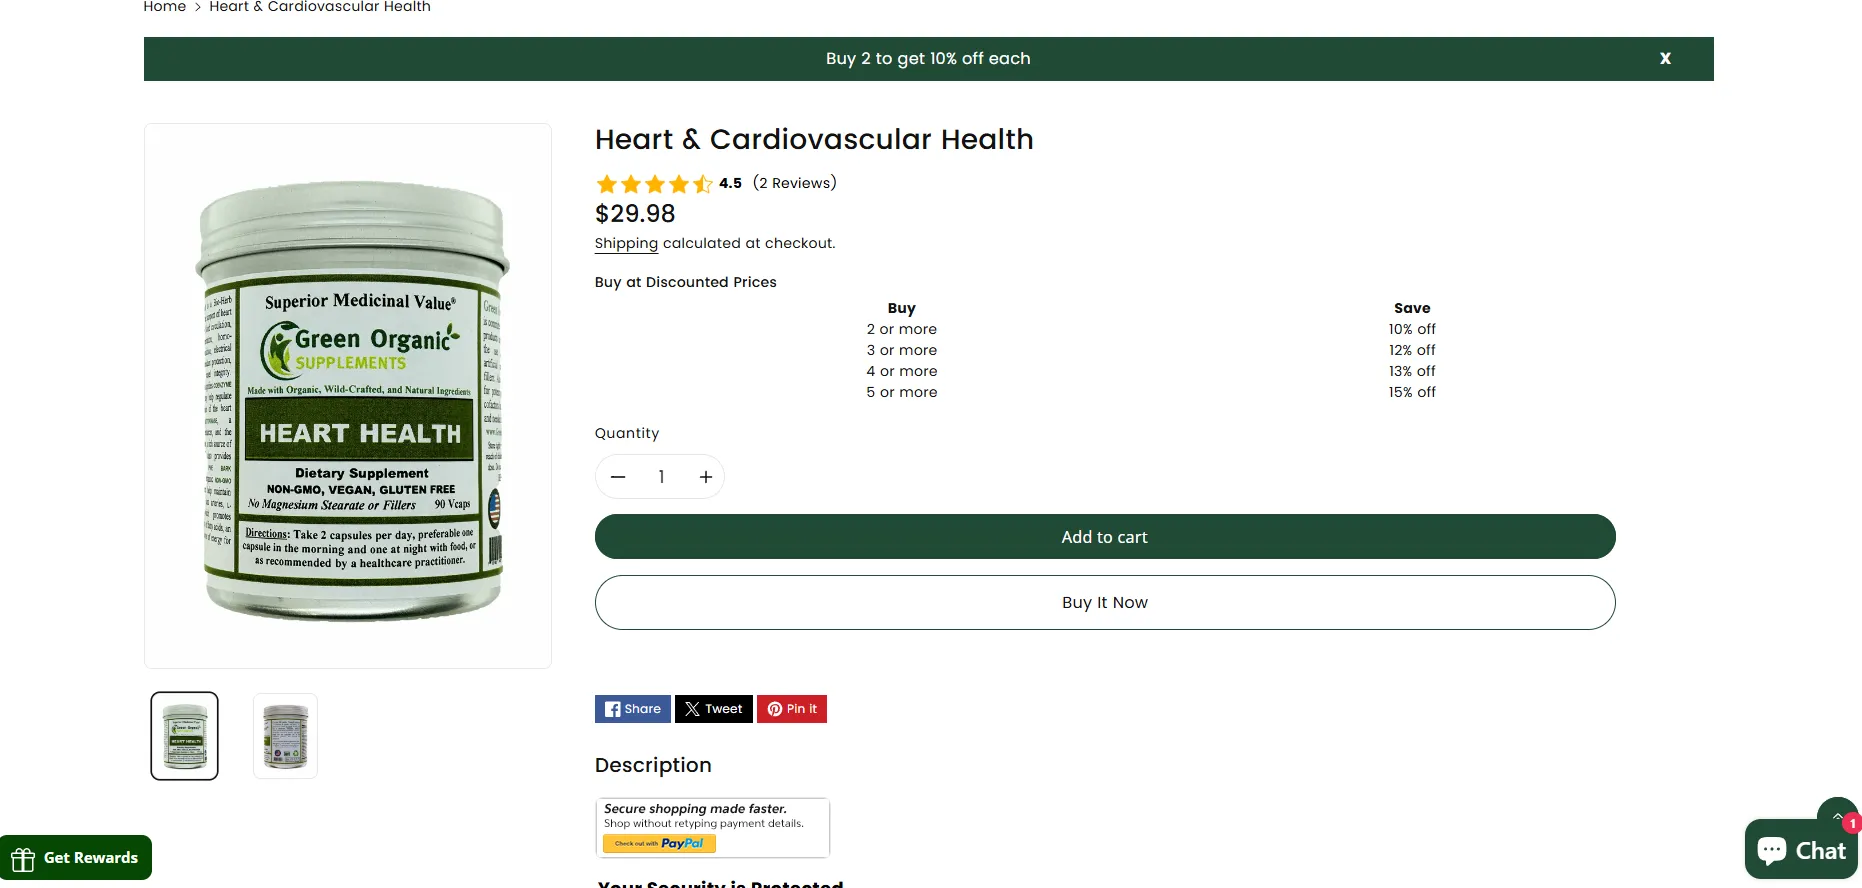 Home > Heart & Cardiovascular Health
Buy 2 to get 10% off each X
Superior Medicinal Value®
Green Organic
SUPPLEMENTS
Made with Organic, Wild-Crafted, and Natural Ingredients
HEART HEALTH
Dietary Supplement
NON-GMO, VEGAN, GLUTEN FREE
No Magnesium Stearate or Fillers 90 Vcaps
Directions: Take 2 capsules per day, preferable one
capsule in the morning and one at night with food, or
as recommended by a healthcare practitioner.
Heart & Cardiovascular Health
4.5 (2 Reviews)
$29.98
Shipping calculated at checkout.
Buy at Discounted Prices
Buy Save
2 or more 10% off
3 or more 12% off
4 or more 13% off
5 or more 15% off
Quantity
− 1 +
Add to cart
Buy It Now
Share Tweet Pin it
Description
Secure shopping made faster.
Shop without retyping payment details.
Check out with PayPal
Your Security is Protected
Get Rewards
1
Chat